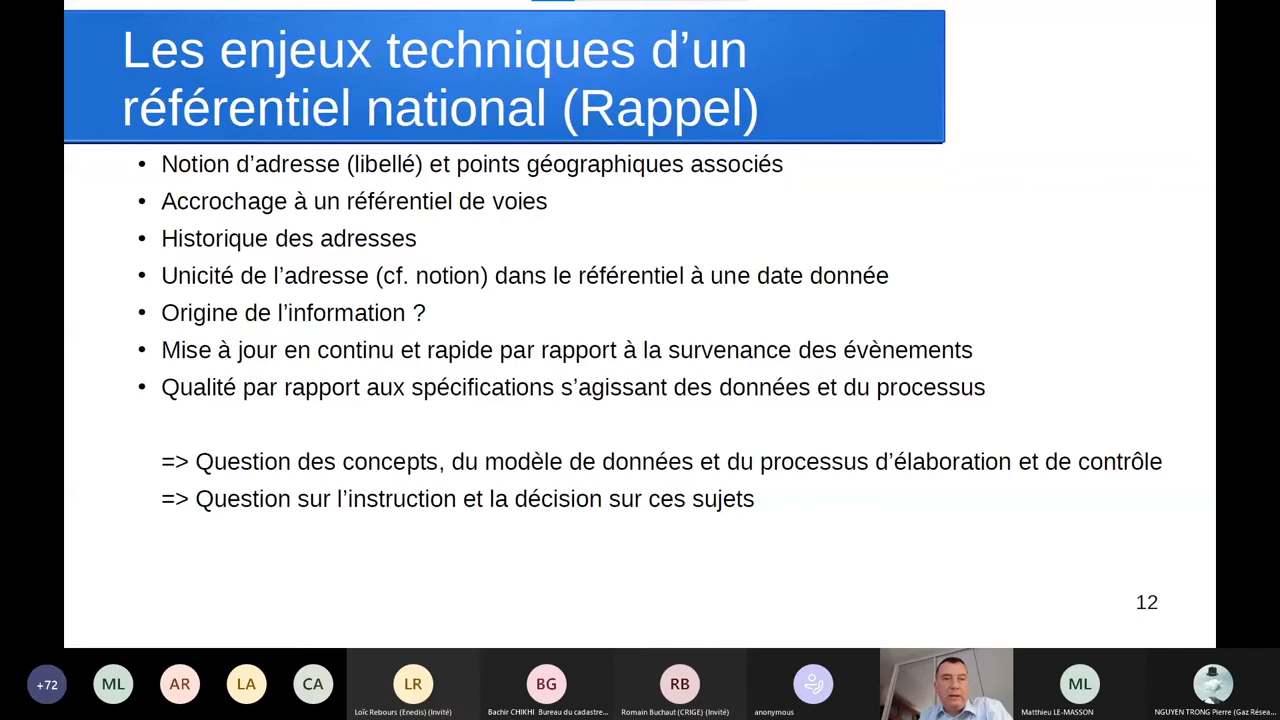 Les enjeux techniques d’un
référentiel national (Rappel)
• Notion d’adresse (libellé) et points géographiques associés
• Accrochage à un référentiel de voies
• Historique des adresses
• Unicité de l’adresse (cf. notion) dans le référentiel à une date donnée
• Origine de l’information ?
• Mise à jour en continu et rapide par rapport à la survenance des évènements
• Qualité par rapport aux spécifications s’agissant des données et du processus
=> Question des concepts, du modèle de données et du processus d’élaboration et de contrôle
=> Question sur l’instruction et la décision sur ces sujets
12
+72 ML AR LA CA LR BG RB ML
Loïc Rebours (Enedis) (Invité) Bachir CHIKHI Bureau du cadastre... Romain Buchaut (CRIGE) (Invité) anonymous Matthieu LE-MASSON NGUYEN TRONG Pierre (Gaz Résea...